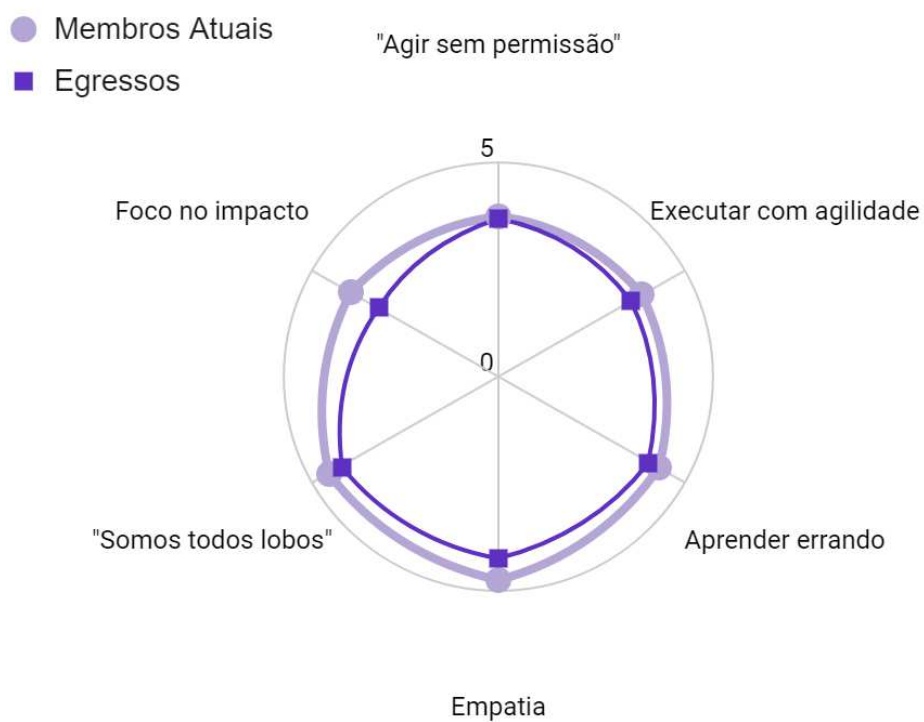 Membros Atuais
Egressos
"Agir sem permissão"
5
Foco no impacto
Executar com agilidade
0
"Somos todos lobos"
Aprender errando
Empatia